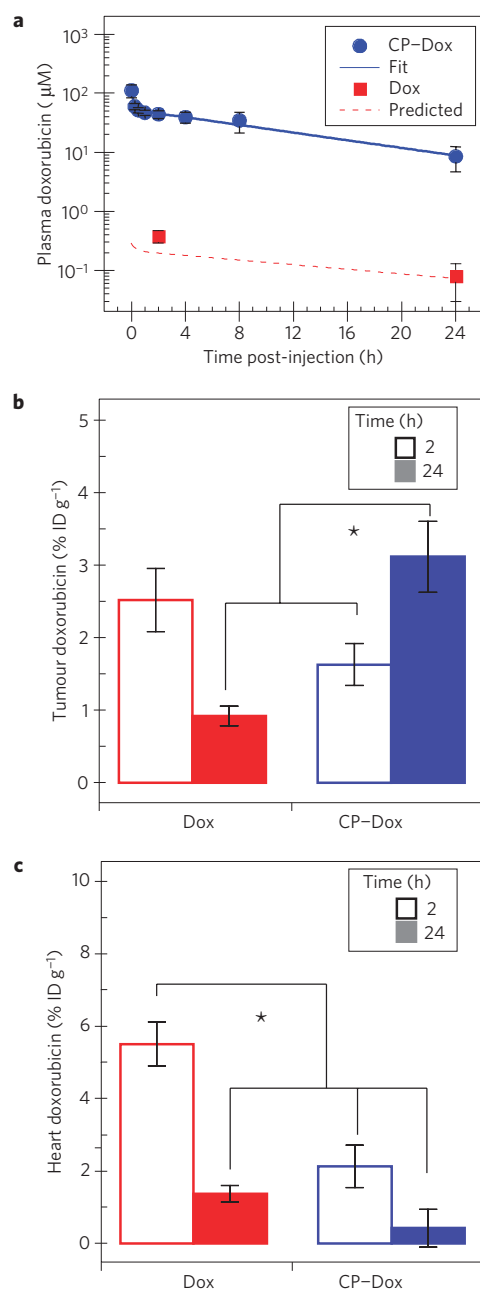 a
10³
10²
10¹
10⁰
10⁻¹
Plasma doxorubicin ( μM)
CP–Dox
Fit
Dox
Predicted
0 4 8 12 16 20 24
Time post-injection (h)
b
5
4
3
2
1
0
Tumour doxorubicin (% ID g⁻¹)
Time (h)
2
24
★
Dox CP–Dox
c
10
8
6
4
2
0
Heart doxorubicin (% ID g⁻¹)
Time (h)
2
24
★
Dox CP–Dox